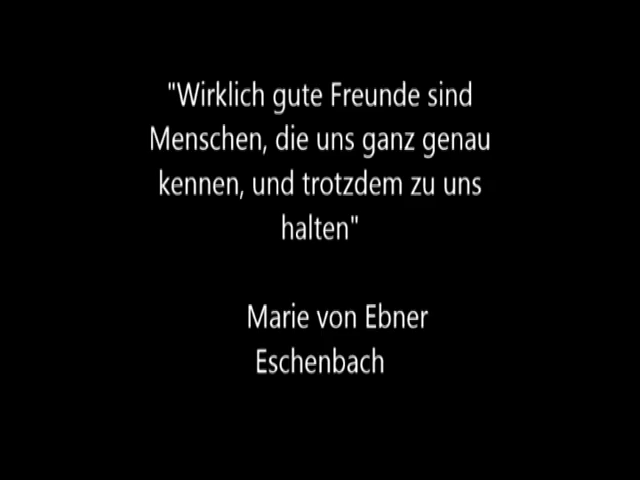 "Wirklich gute Freunde sind
Menschen, die uns ganz genau
kennen, und trotzdem zu uns
halten"
Marie von Ebner
Eschenbach